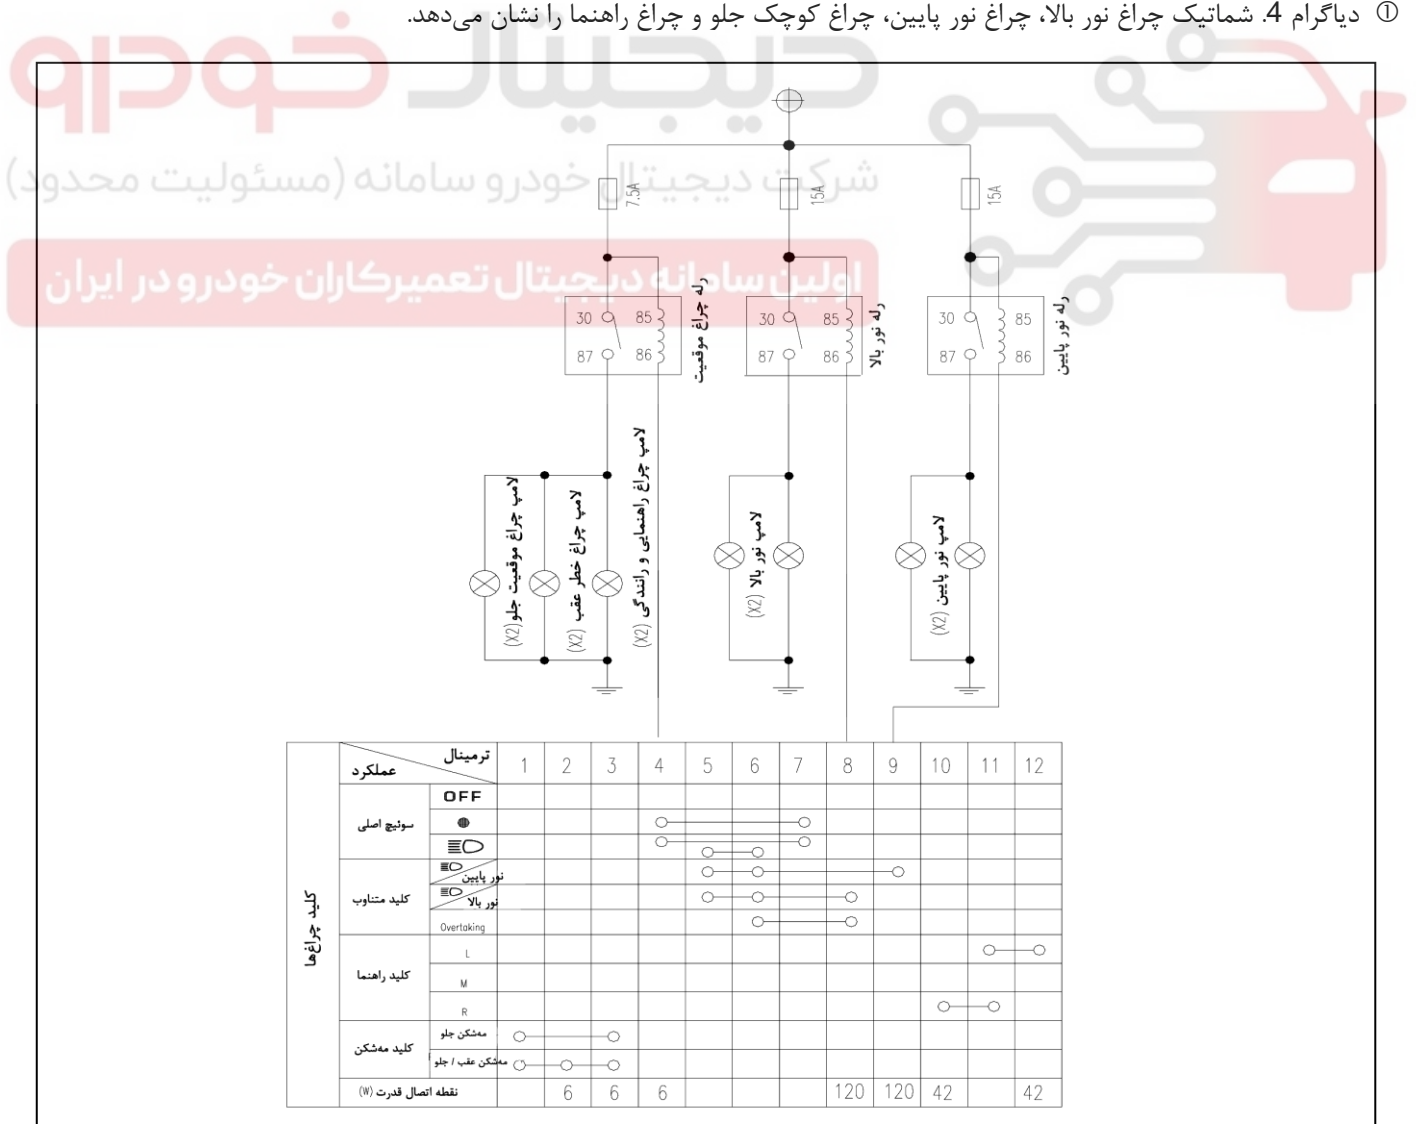 ① دیاگرام 4. شماتیک چراغ نور بالا، چراغ نور پایین، چراغ کوچک جلو و چراغ راهنما را نشان می‌دهد.
دیجیتال خودرو
شرکت دیجیتال خودرو سامانه (مسئولیت محدود)
اولین سامانه دیجیتال تعمیرکاران خودرو در ایران
7.5A
15A
15A
30 85
87 86
رله چراغ موقعیت
30 85
87 86
رله نور بالا
30 85
87 86
رله نور پایین
لامپ چراغ موقعیت جلو (X2)
لامپ چراغ خطر عقب (X2)
لامپ چراغ راهنمایی و رانندگی (X2)
لامپ نور بالا (X2)
لامپ نور پایین (X2)
کلید چراغ‌ها
ترمینال 1 2 3 4 5 6 7 8 9 10 11 12
عملکرد
سوئیچ اصلی
OFF
کلید متناوب
نور پایین
نور بالا
Overtaking
کلید راهنما
L
M
R
کلید مه‌شکن
مه‌شکن جلو
مه‌شکن عقب / جلو
نقطه اتصال قدرت (W) 6 6 6 120 120 42 42